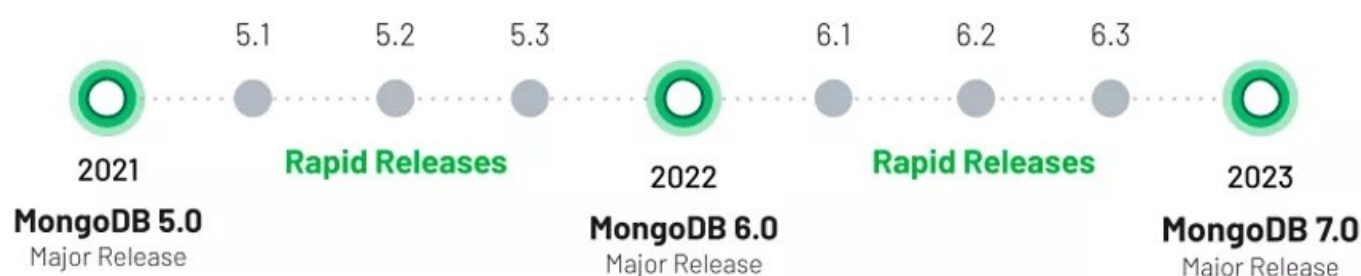 5.1 5.2 5.3 6.1 6.2 6.3
Rapid Releases Rapid Releases
2021 2022 2023
MongoDB 5.0 MongoDB 6.0 MongoDB 7.0
Major Release Major Release Major Release